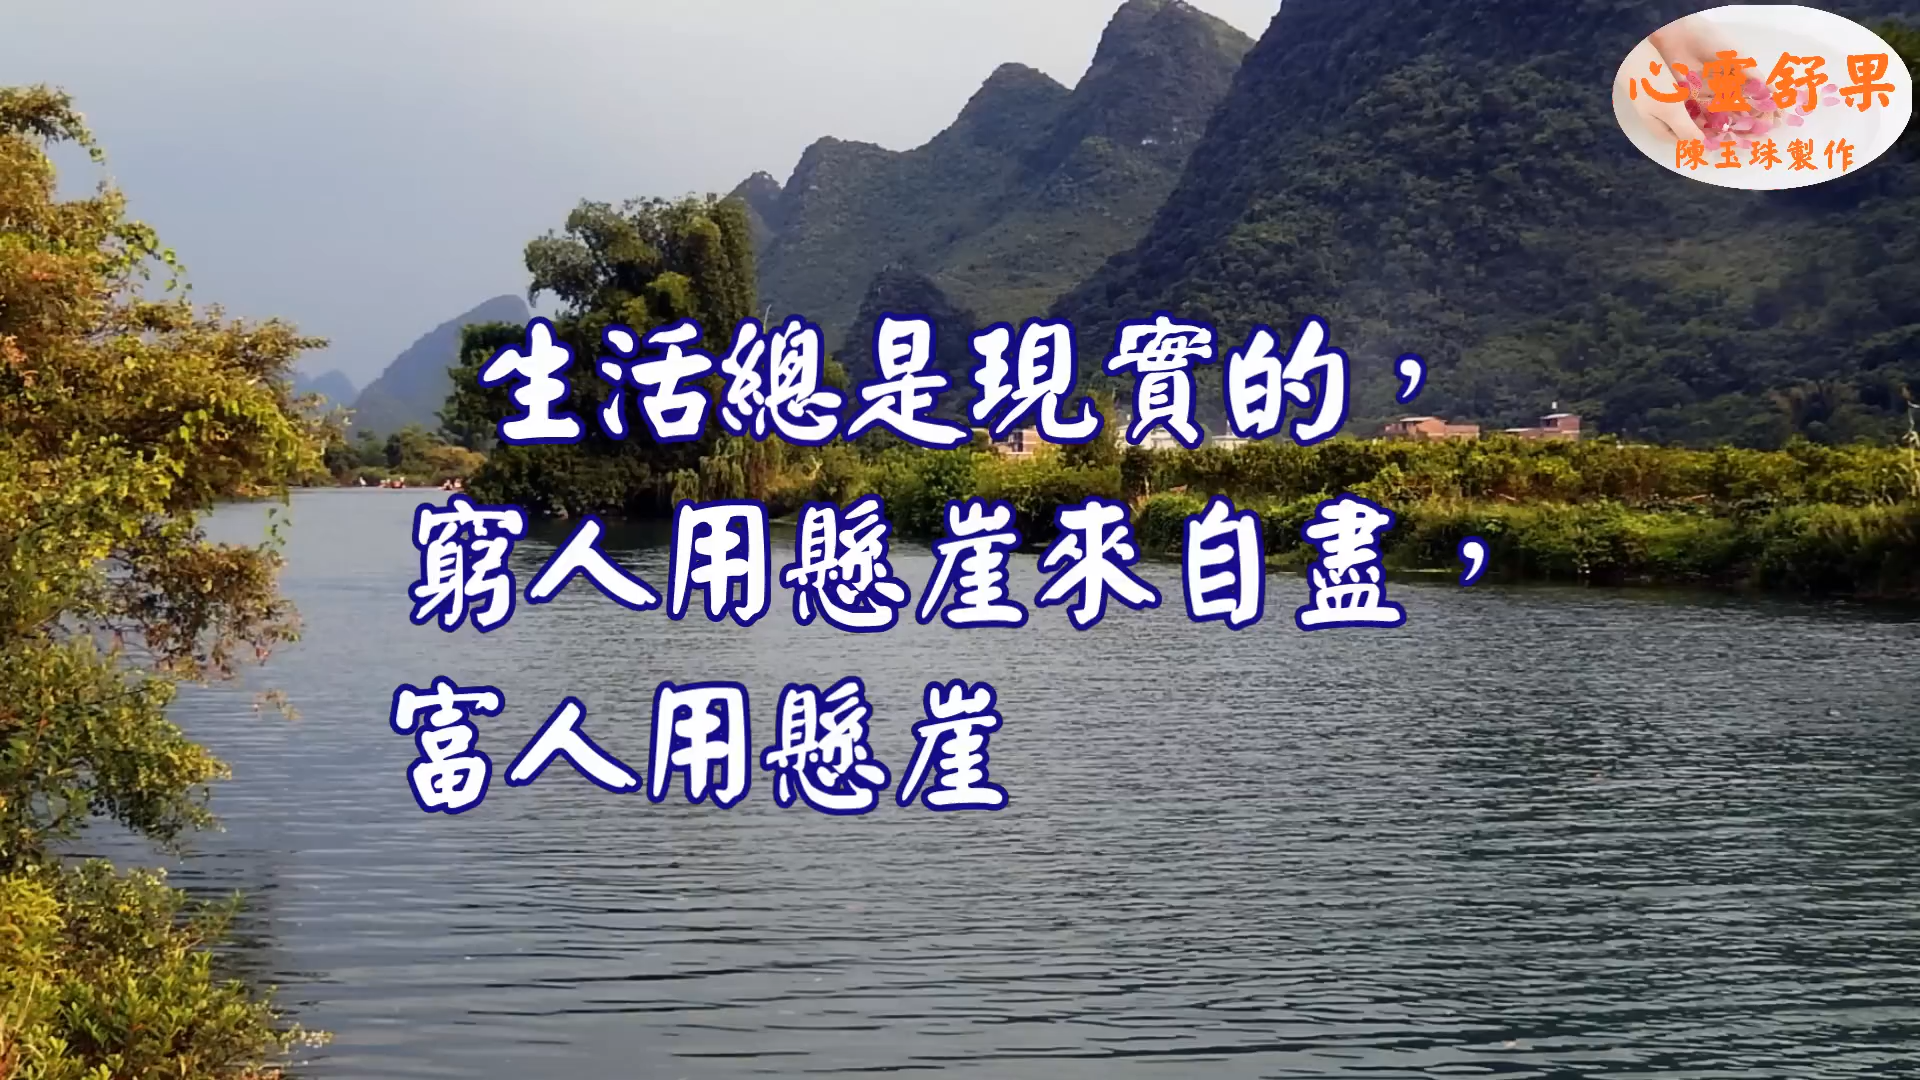 心靈舒果
陳玉珠製作
生活總是現實的，
窮人用懸崖來自盡，
富人用懸崖